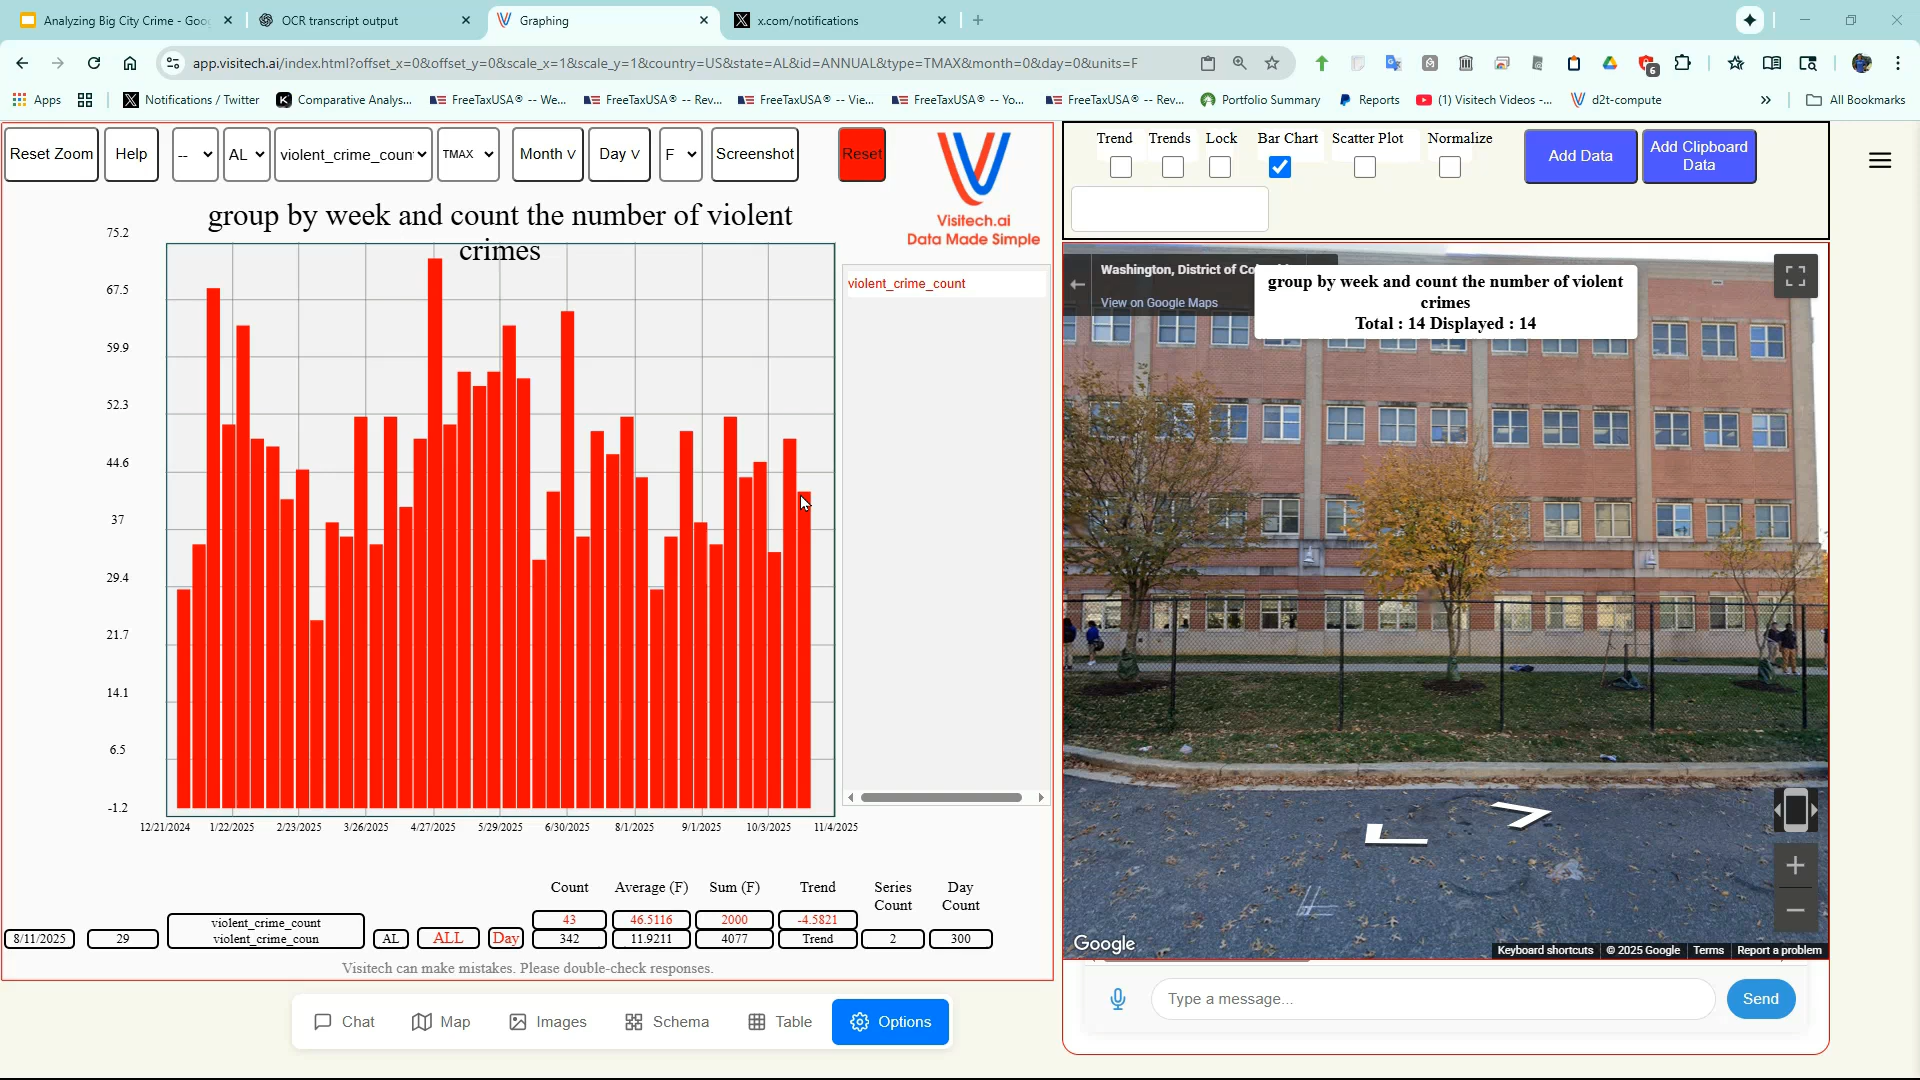 Analyzing Big City Crime - Goo
OCR transcript output
Graphing
x.com/notifications
app.visitech.ai/index.html?offset_x=0&offset_y=0&scale_x=1&scale_y=1&country=US&state=AL&id=ANNUAL&type=TMAX&month=0&day=0&units=F
6
Apps
Notifications / Twitter
Comparative Analys...
FreeTaxUSA® -- We...
FreeTaxUSA® -- Rev...
FreeTaxUSA® -- Vie...
FreeTaxUSA® -- Yo...
FreeTaxUSA® -- Rev...
Portfolio Summary
Reports
(1) Visitech Videos -...
d2t-compute
All Bookmarks
Reset Zoom
Help
--
AL
violent_crime_coun
TMAX
Month V
Day V
F
Screenshot
Reset
Visitech.ai
Data Made Simple
group by week and count the number of violent
crimes
75.2
67.5
59.9
52.3
44.6
37
29.4
21.7
14.1
6.5
-1.2
12/21/2024 1/22/2025 2/23/2025 3/26/2025 4/27/2025 5/29/2025 6/30/2025 8/1/2025 9/1/2025 10/3/2025 11/4/2025
violent_crime_count
Count Average (F) Sum (F) Trend Series Count Day Count
43 46.5116 2000 -4.5821
8/11/2025 29 violent_crime_count
violent_crime_coun AL ALL Day 342 11.9211 4077 Trend 2 300
Visitech can make mistakes. Please double-check responses.
Chat
Map
Images
Schema
Table
Options
Trend Trends Lock Bar Chart Scatter Plot Normalize
Add Data
Add Clipboard
Data
Washington, District of Co
View on Google Maps
group by week and count the number of violent
crimes
Total : 14 Displayed : 14
Google
Keyboard shortcuts © 2025 Google Terms Report a problem
Type a message...
Send